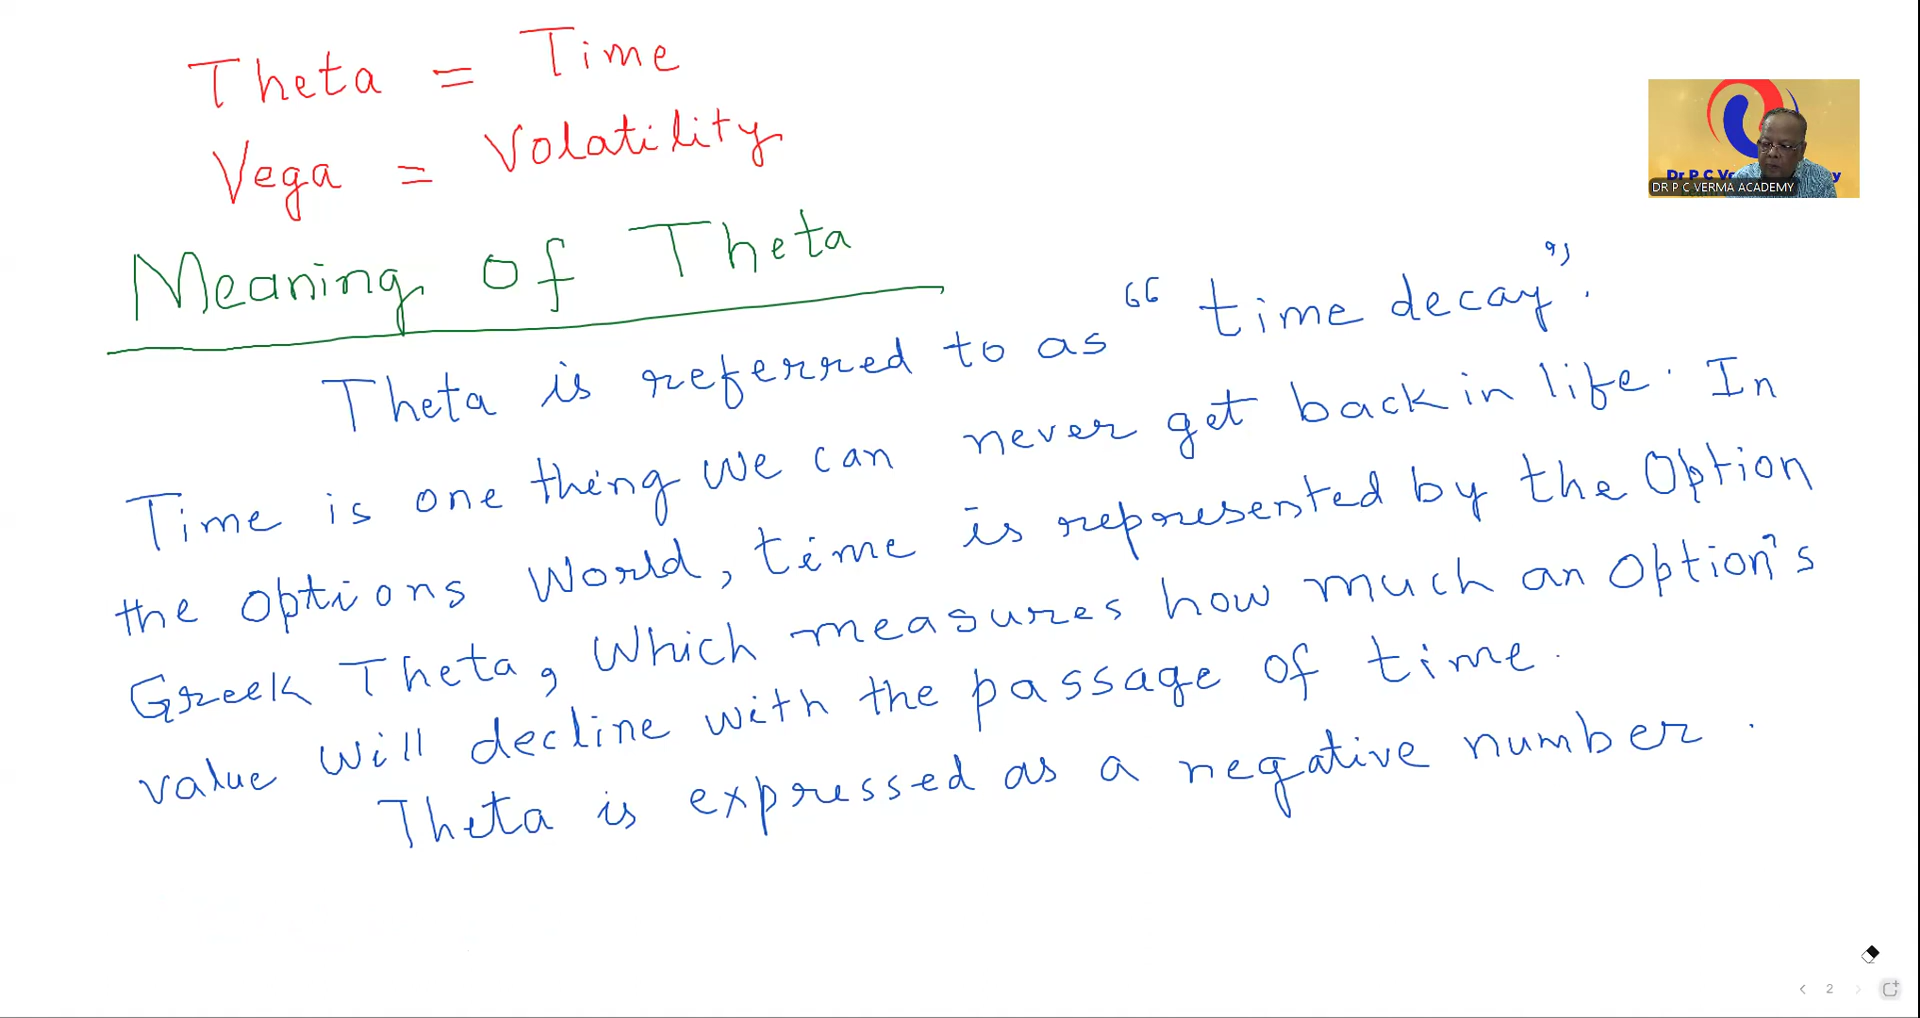 Theta = Time
Vega = Volatility
Meaning of Theta
Theta is referred to as "time decay".
Time is one thing we can never get back in life. In
the options world, time is represented by the Option
Greek Theta, Which measures how much an Option's
value will decline with the passage of time.
Theta is expressed as a negative number.
Dr P C Ve y
DR P C VERMA ACADEMY
2